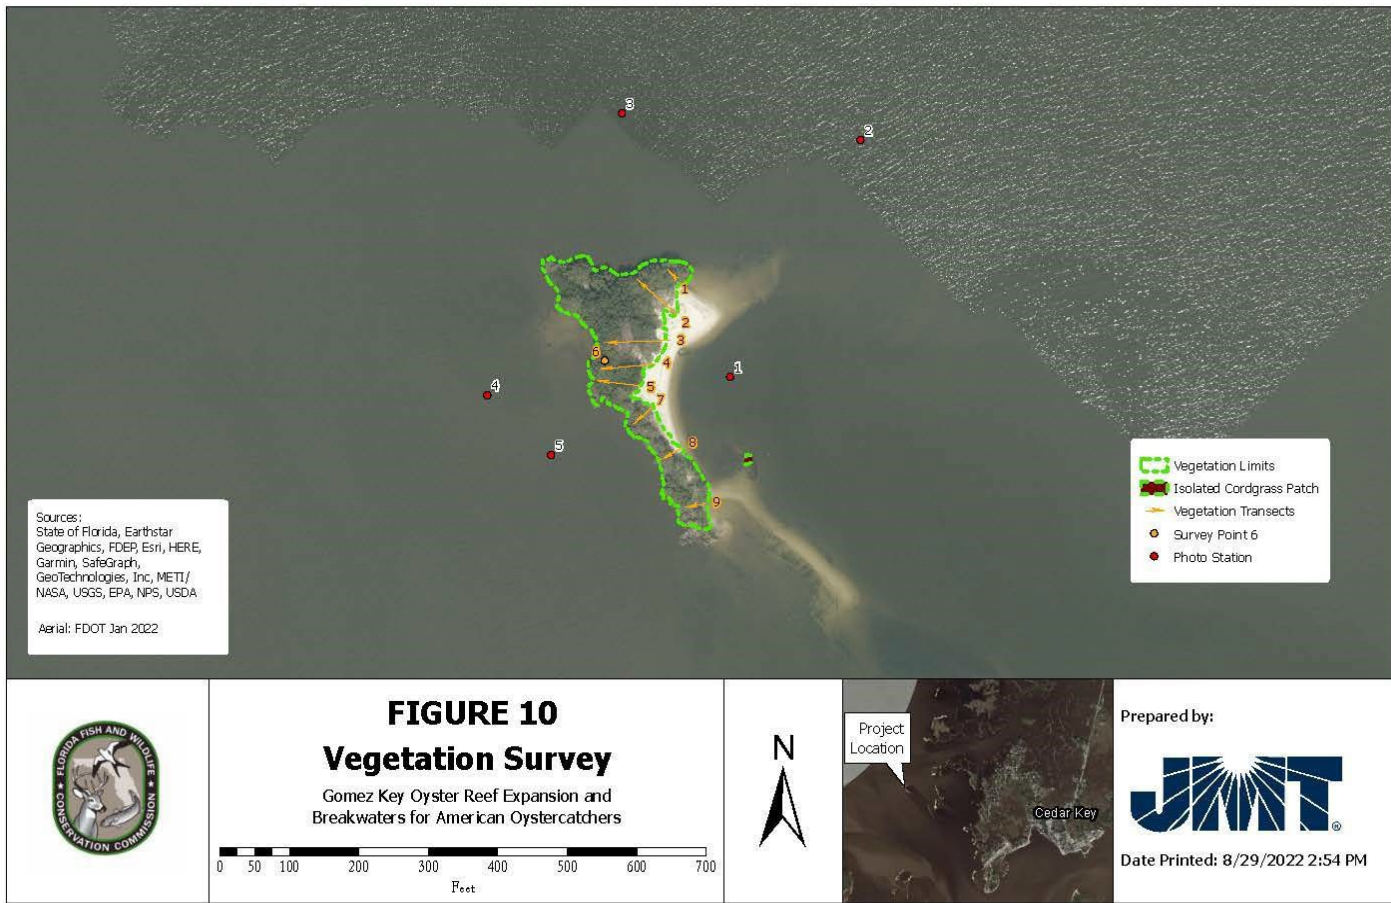 3
2
1
2
3
6
4
1
4
5
7
8
5
9
Vegetation Limits
Isolated Cordgrass Patch
Vegetation Transects
Survey Point 6
Photo Station
Sources:
State of Florida, Earthstar
Geographics, FDEP, Esri, HERE,
Garmin, SafeGraph,
GeoTechnologies, Inc, METI/
NASA, USGS, EPA, NPS, USDA
Aerial: FDOT Jan 2022
FLORIDA FISH AND WILDLIFE
CONSERVATION COMMISSION
FIGURE 10
Vegetation Survey
Gomez Key Oyster Reef Expansion and
Breakwaters for American Oystercatchers
0 50 100 200 300 400 500 600 700
Feet
N
Project
Location
Cedar Key
Prepared by:
JMT®
Date Printed: 8/29/2022 2:54 PM